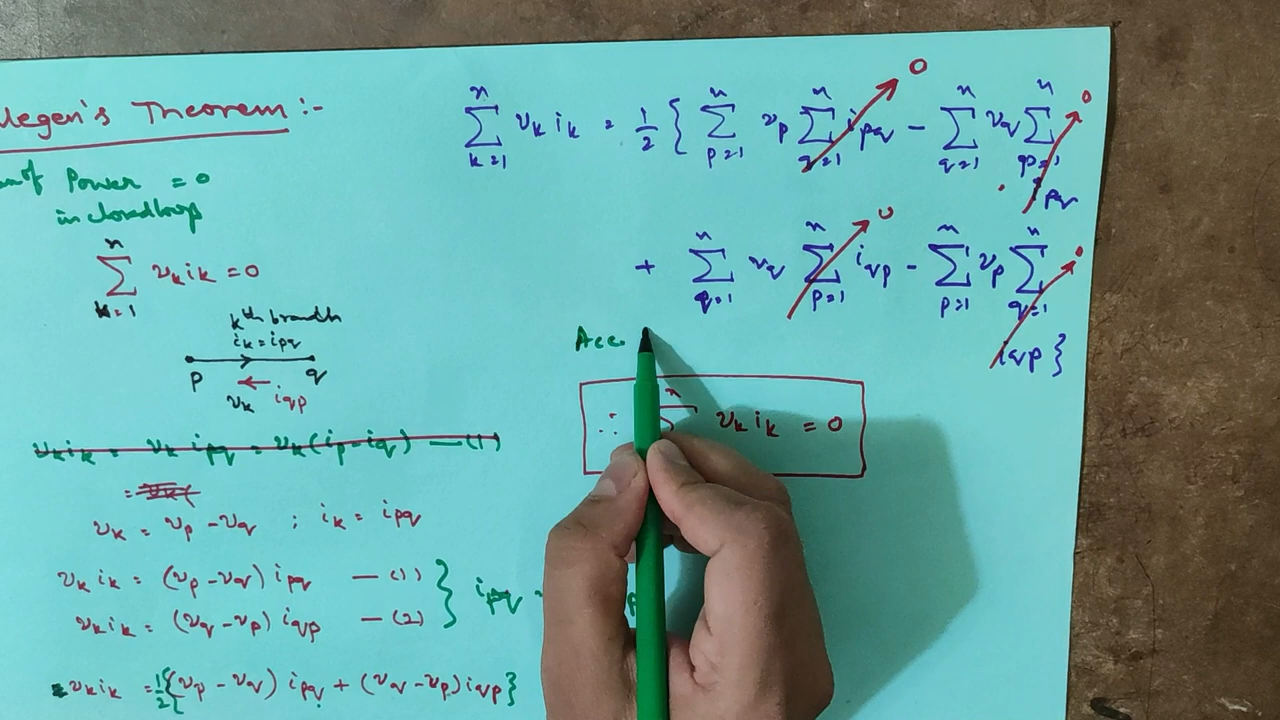 llegen's Theorem :-
of Power = 0
in closed loop
n
∑ vk ik = 0
k=1
kth branch
ik = ipq
p q
vk iqp
vk ik = vk ipq = vk (ip - iq) — (1)
=
vk = vp - vq ; ik = ipq
vk ik = (vp - vq) ipq — (1)
vk ik = (vq - vp) iqp — (2)
ipq
vk ik = 1/2 {(vp - vq) ipq + (vq - vp) iqp}
n n n n n 0 0
∑ vk ik = 1/2 { ∑ vp ∑ ipq - ∑ vq ∑
k=1 p=1 q=1 q=1 p=1
ipq
n n n n 0 0
+ ∑ vq ∑ iqp - ∑ vp ∑
q=1 p=1 p=1 q=1
iqp }
Acc.
n
∴ vk ik = 0